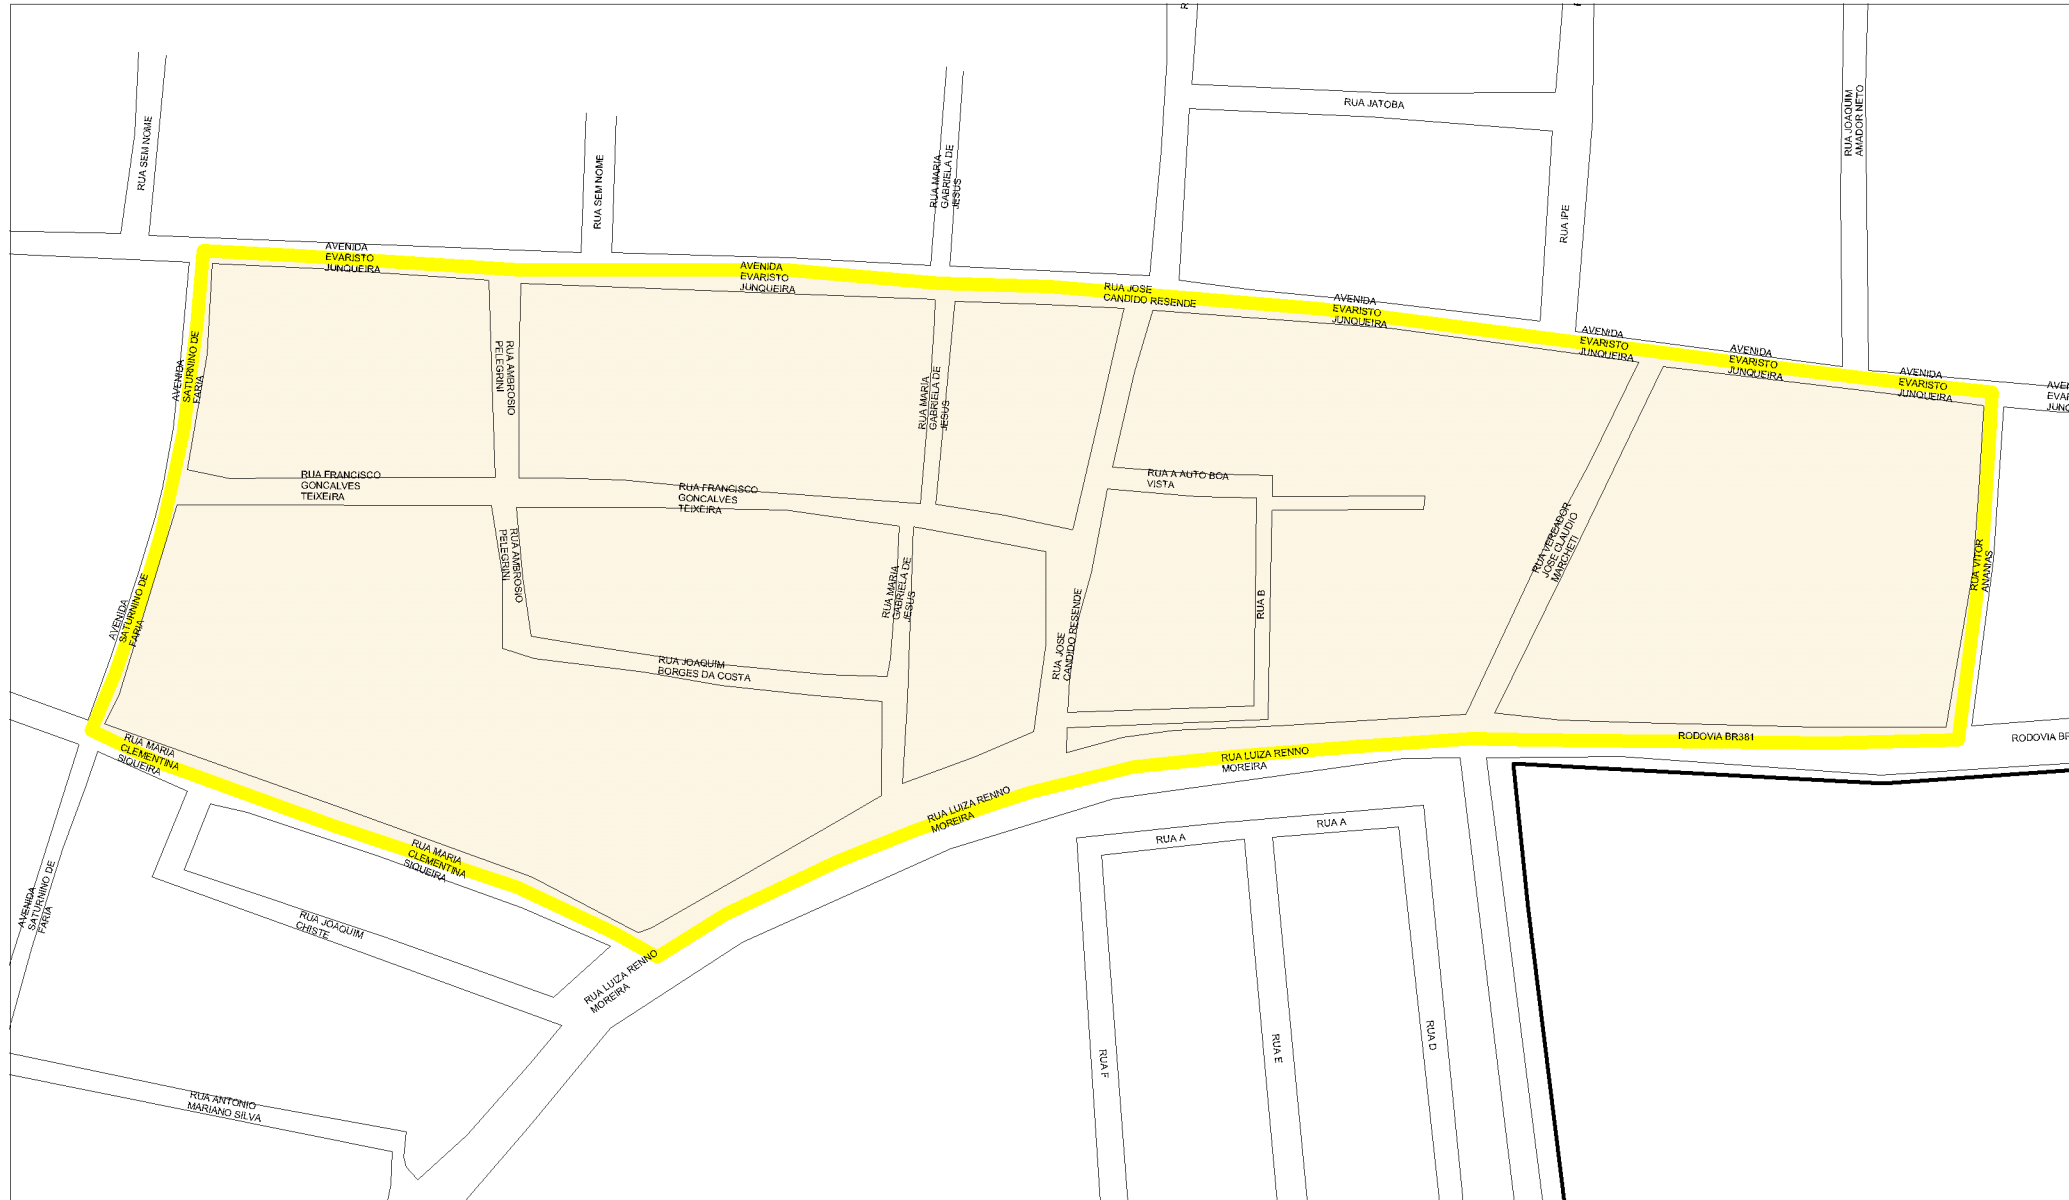 RUA JATOBA
RUA SEM NOME
RUA SEM NOME
RUA MARIA
GABRIELA DE
JESUS
RUA IPE
RUA JOAQUIM
AMADOR NETO
AVENIDA
EVARISTO
JUNQUEIRA
AVENIDA
EVARISTO
JUNQUEIRA
RUA JOSE
CANDIDO RESENDE
AVENIDA
EVARISTO
JUNQUEIRA
AVENIDA
EVARISTO
JUNQUEIRA
AVENIDA
EVARISTO
JUNQUEIRA
AVENIDA
EVARISTO
JUNQUEIRA
AVENIDA
SATURNINO DE
FARIA
RUA AMBROSIO
PELEGRINI
RUA MARIA
GABRIELA DE
JESUS
RUA FRANCISCO
GONCALVES
TEIXEIRA
RUA FRANCISCO
GONCALVES
TEIXEIRA
RUA A AUTO BOA
VISTA
RUA VEREADOR
JOSE CLAUDIO
MARCHETI
RUA VITOR
ANANIAS
AVENIDA
SATURNINO DE
FARIA
RUA AMBROSIO
PELEGRINI
RUA MARIA
GABRIELA DE
JESUS
RUA JOSE
CANDIDO RESENDE
RUA B
RUA JOAQUIM
BORGES DA COSTA
RUA MARIA
CLEMENTINA
SIQUEIRA
RUA LUIZA RENNO
MOREIRA
RODOVIA BR381
RODOVIA BR
RUA LUIZA RENNO
MOREIRA
RUA MARIA
CLEMENTINA
SIQUEIRA
RUA A
RUA A
AVENIDA
SATURNINO DE
FARIA
RUA JOAQUIM
CHISTE
RUA LUIZA RENNO
MOREIRA
RUA F
RUA E
RUA D
RUA ANTONIO
MARIANO SILVA